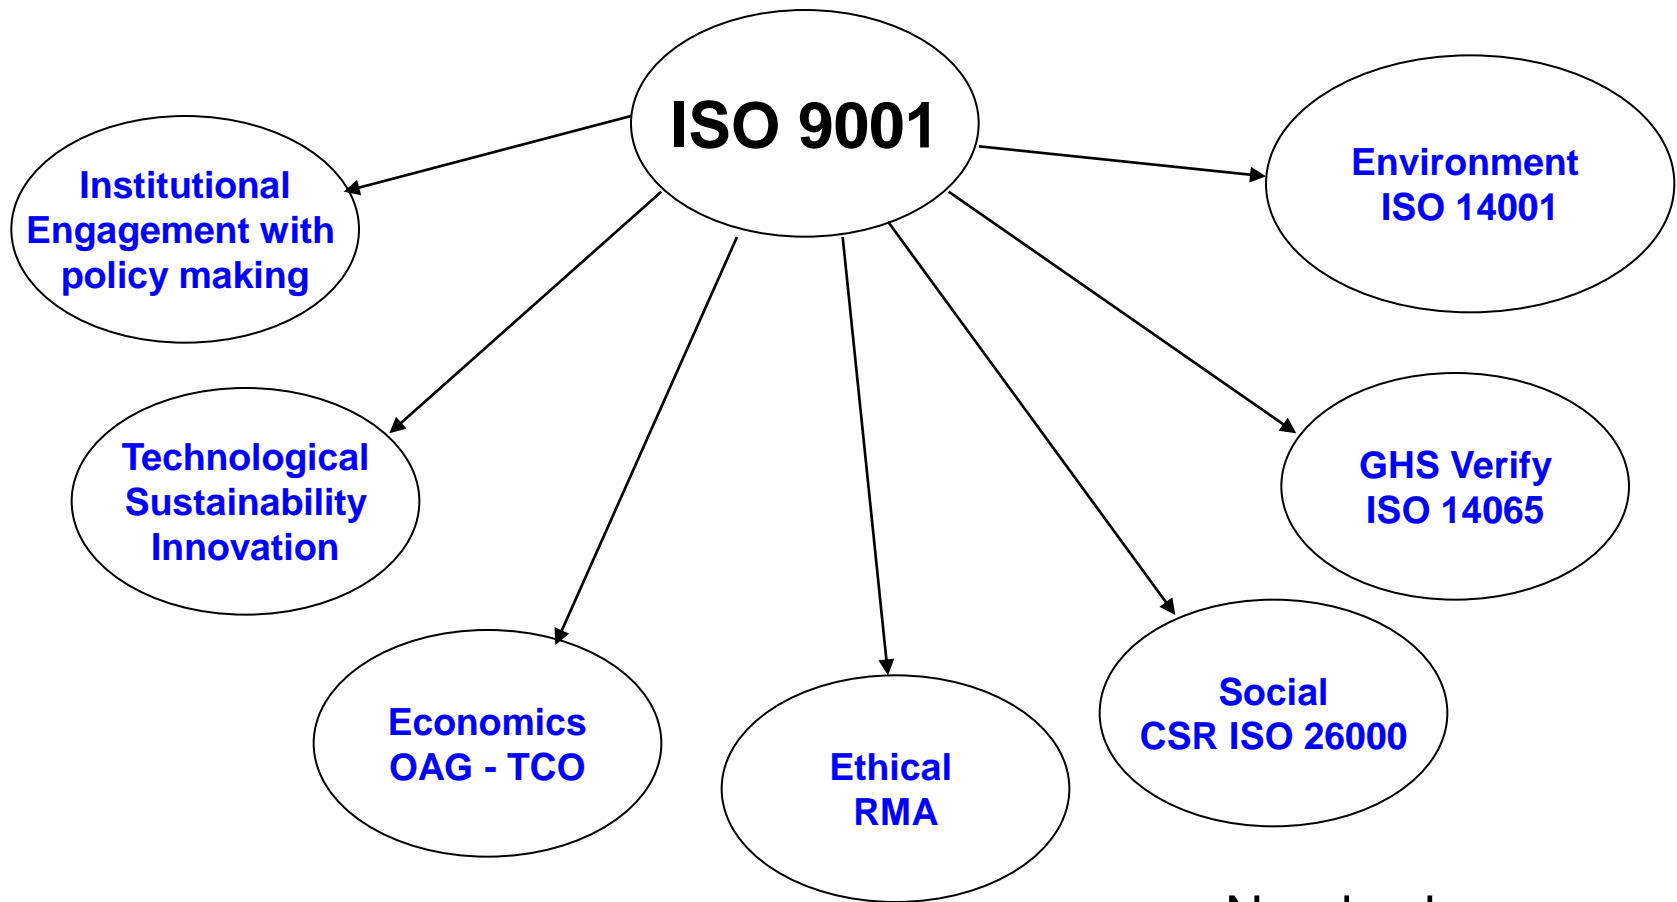 ISO 9001
Institutional
Engagement with
policy making
Environment
ISO 14001
Technological
Sustainability
Innovation
GHS Verify
ISO 14065
Economics
OAG - TCO
Ethical
RMA
Social
CSR ISO 26000